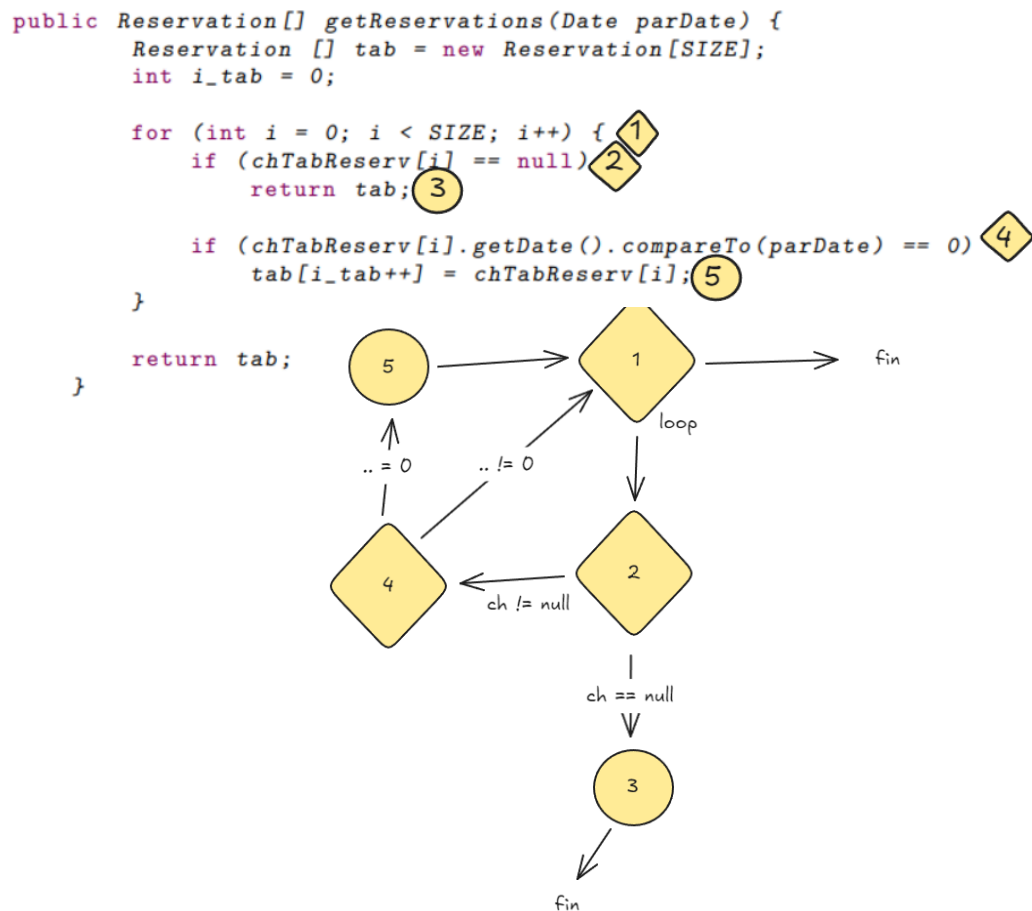 public Reservation[] getReservations(Date parDate) {
Reservation [] tab = new Reservation[SIZE];
int i_tab = 0;
for (int i = 0; i < SIZE; i++) { 1
if (chTabReserv[i] == null) 2
return tab; 3
if (chTabReserv[i].getDate().compareTo(parDate) == 0) 4
tab[i_tab++] = chTabReserv[i]; 5
}
return tab;
}
5
1
fin
loop
.. = 0
.. != 0
4
2
ch != null
ch == null
3
fin